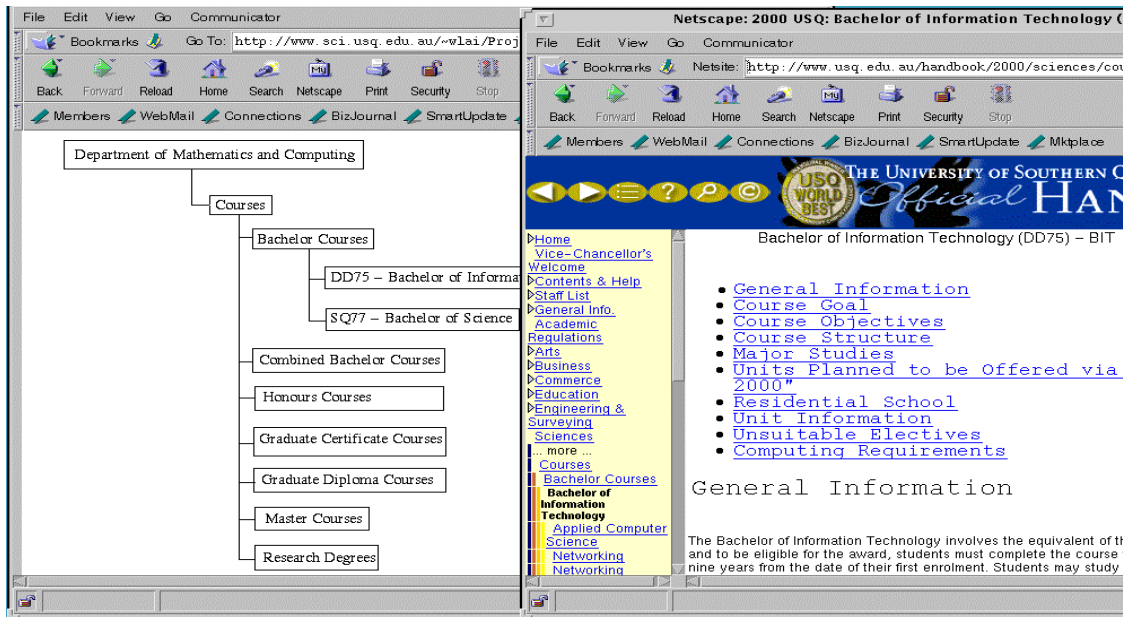 File Edit View Go Communicator
Bookmarks Go To: http://www.sci.usq.edu.au/~wlai/Proj
Back Forward Reload Home Search Netscape Print Security Stop
Members WebMail Connections BizJournal SmartUpdate
Department of Mathematics and Computing
Courses
Bachelor Courses
DD75 – Bachelor of Informa
SQ77 – Bachelor of Science
Combined Bachelor Courses
Honours Courses
Graduate Certificate Courses
Graduate Diploma Courses
Master Courses
Research Degrees
Netscape: 2000 USQ: Bachelor of Information Technology (
File Edit View Go Communicator
Bookmarks Netsite: http://www.usq.edu.au/handbook/2000/sciences/cou
Back Forward Reload Home Search Netscape Print Security Stop
Members WebMail Connections BizJournal SmartUpdate Mktplace
USQ
WORLD
BEST
THE UNIVERSITY OF SOUTHERN Q
Official HAN
Home
Vice-Chancellor's
Welcome
Contents & Help
Staff List
General Info.
Academic
Regulations
Arts
Business
Commerce
Education
Engineering &
Surveying
Sciences
... more ...
Courses
Bachelor Courses
Bachelor of
Information
Technology
Applied Computer
Science
Networking
Networking
Bachelor of Information Technology (DD75) – BIT
General Information
Course Goal
Course Objectives
Course Structure
Major Studies
Units Planned to be Offered via
2000"
Residential School
Unit Information
Unsuitable Electives
Computing Requirements
General Information
The Bachelor of Information Technology involves the equivalent of th
and to be eligible for the award, students must complete the course
nine years from the date of their first enrolment. Students may study